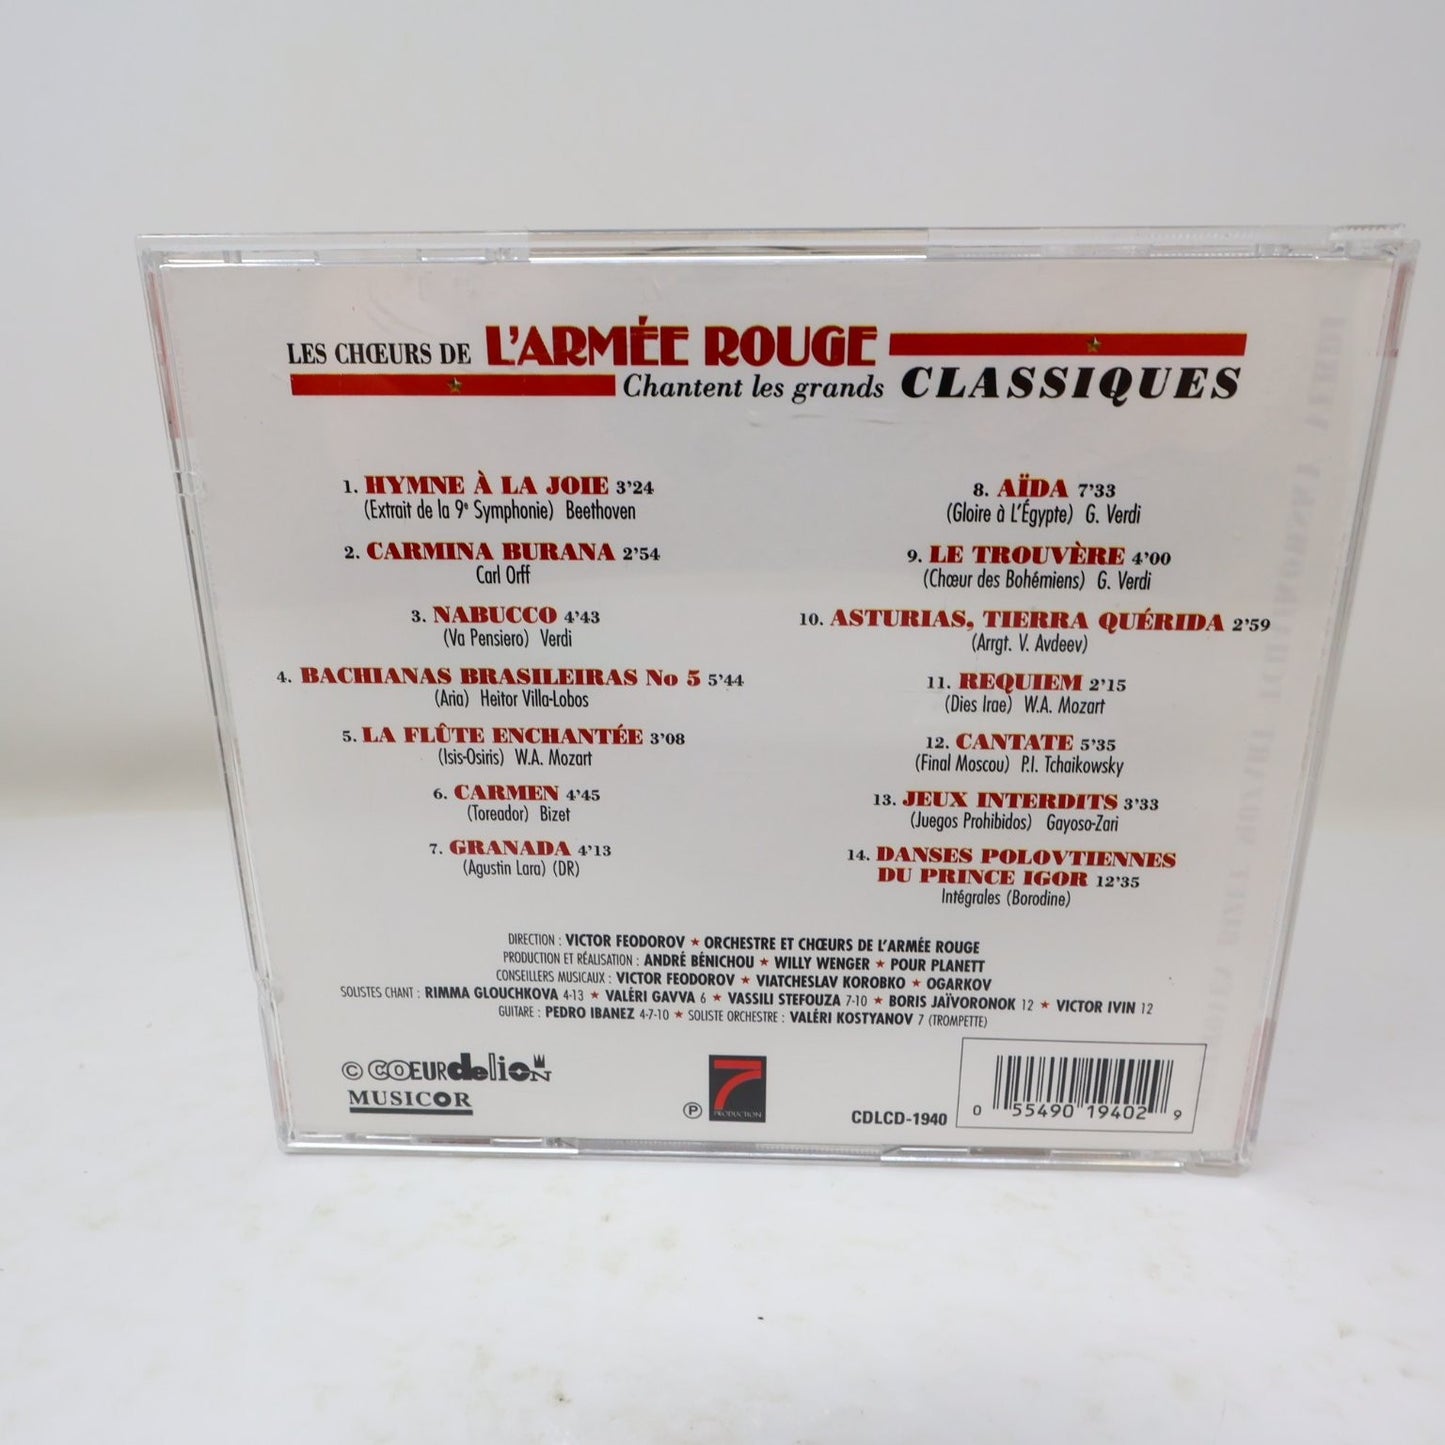 LES CHŒURS DE L'ARMÉE ROUGE
Chantent les grands CLASSIQUES
1. HYMNE À LA JOIE 3'24
(Extrait de la 9e Symphonie) Beethoven
2. CARMINA BURANA 2'54
Carl Orff
3. NABUCCO 4'43
(Va Pensiero) Verdi
4. BACHIANAS BRASILEIRAS No 5 5'44
(Aria) Heitor Villa-Lobos
5. LA FLÛTE ENCHANTÉE 3'08
(Isis-Osiris) W.A. Mozart
6. CARMEN 4'45
(Toreador) Bizet
7. GRANADA 4'13
(Agustin Lara) (DR)
8. AÏDA 7'33
(Gloire à L'Égypte) G. Verdi
9. LE TROUVÈRE 4'00
(Chœur des Bohémiens) G. Verdi
10. ASTURIAS, TIERRA QUÉRIDA 2'59
(Arrgt. V. Avdeev)
11. REQUIEM 2'15
(Dies Irae) W.A. Mozart
12. CANTATE 5'35
(Final Moscou) P.I. Tchaikowsky
13. JEUX INTERDITS 3'33
(Juegos Prohibidos) Gayoso-Zari
14. DANSES POLOVTIENNES
DU PRINCE IGOR 12'35
Intégrales (Borodine)
DIRECTION : VICTOR FEODOROV ★ ORCHESTRE ET CHŒURS DE L'ARMÉE ROUGE
PRODUCTION ET RÉALISATION : ANDRÉ BÉNICHOU ★ WILLY WENGER ★ POUR PLANETT
CONSEILLERS MUSICAUX : VICTOR FEODOROV ★ VIATCHESLAV KOROBKO ★ OGARKOV
SOLISTES CHANT : RIMMA GLOUCHKOVA 4-13 ★ VALÉRI GAVVA 6 ★ VASSILI STEFOUZA 7-10 ★ BORIS JAÏVORONOK 12 ★ VICTOR IVIN 12
GUITARE : PEDRO IBANEZ 4-7-10 ★ SOLISTE ORCHESTRE : VALÉRI KOSTYANOV 7 (TROMPETTE)
© COEURdelion
MUSICOR
℗ 7
PRODUCTION
CDLCD-1940
0 55490 19402 9